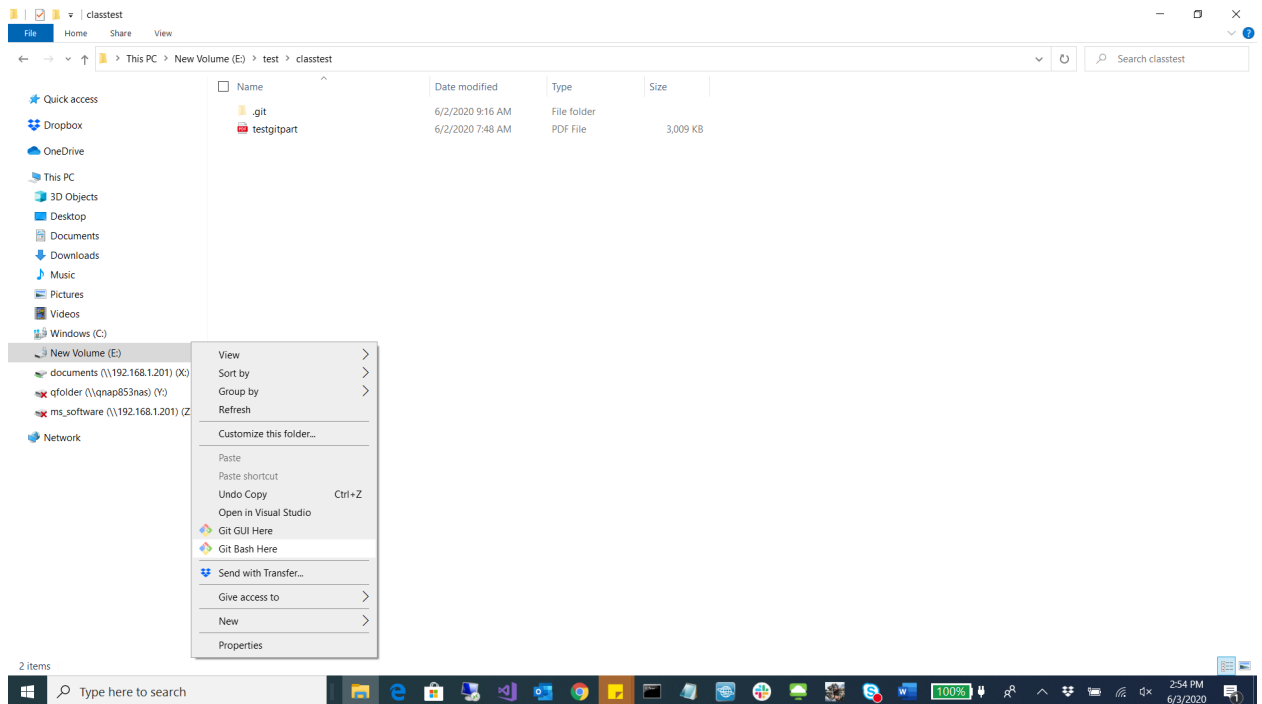 classtest
File Home Share View
This PC > New Volume (E:) > test > classtest
Search classtest
Name Date modified Type Size
.git 6/2/2020 9:16 AM File folder
testgitpart 6/2/2020 7:48 AM PDF File 3,009 KB
Quick access
Dropbox
OneDrive
This PC
3D Objects
Desktop
Documents
Downloads
Music
Pictures
Videos
Windows (C:)
New Volume (E:)
documents (\\192.168.1.201) (X:)
qfolder (\\qnap853nas) (Y:)
ms_software (\\192.168.1.201) (Z
Network
View
Sort by
Group by
Refresh
Customize this folder...
Paste
Paste shortcut
Undo Copy Ctrl+Z
Open in Visual Studio
Git GUI Here
Git Bash Here
Send with Transfer...
Give access to
New
Properties
2 items
Type here to search
100%
2:54 PM
6/3/2020